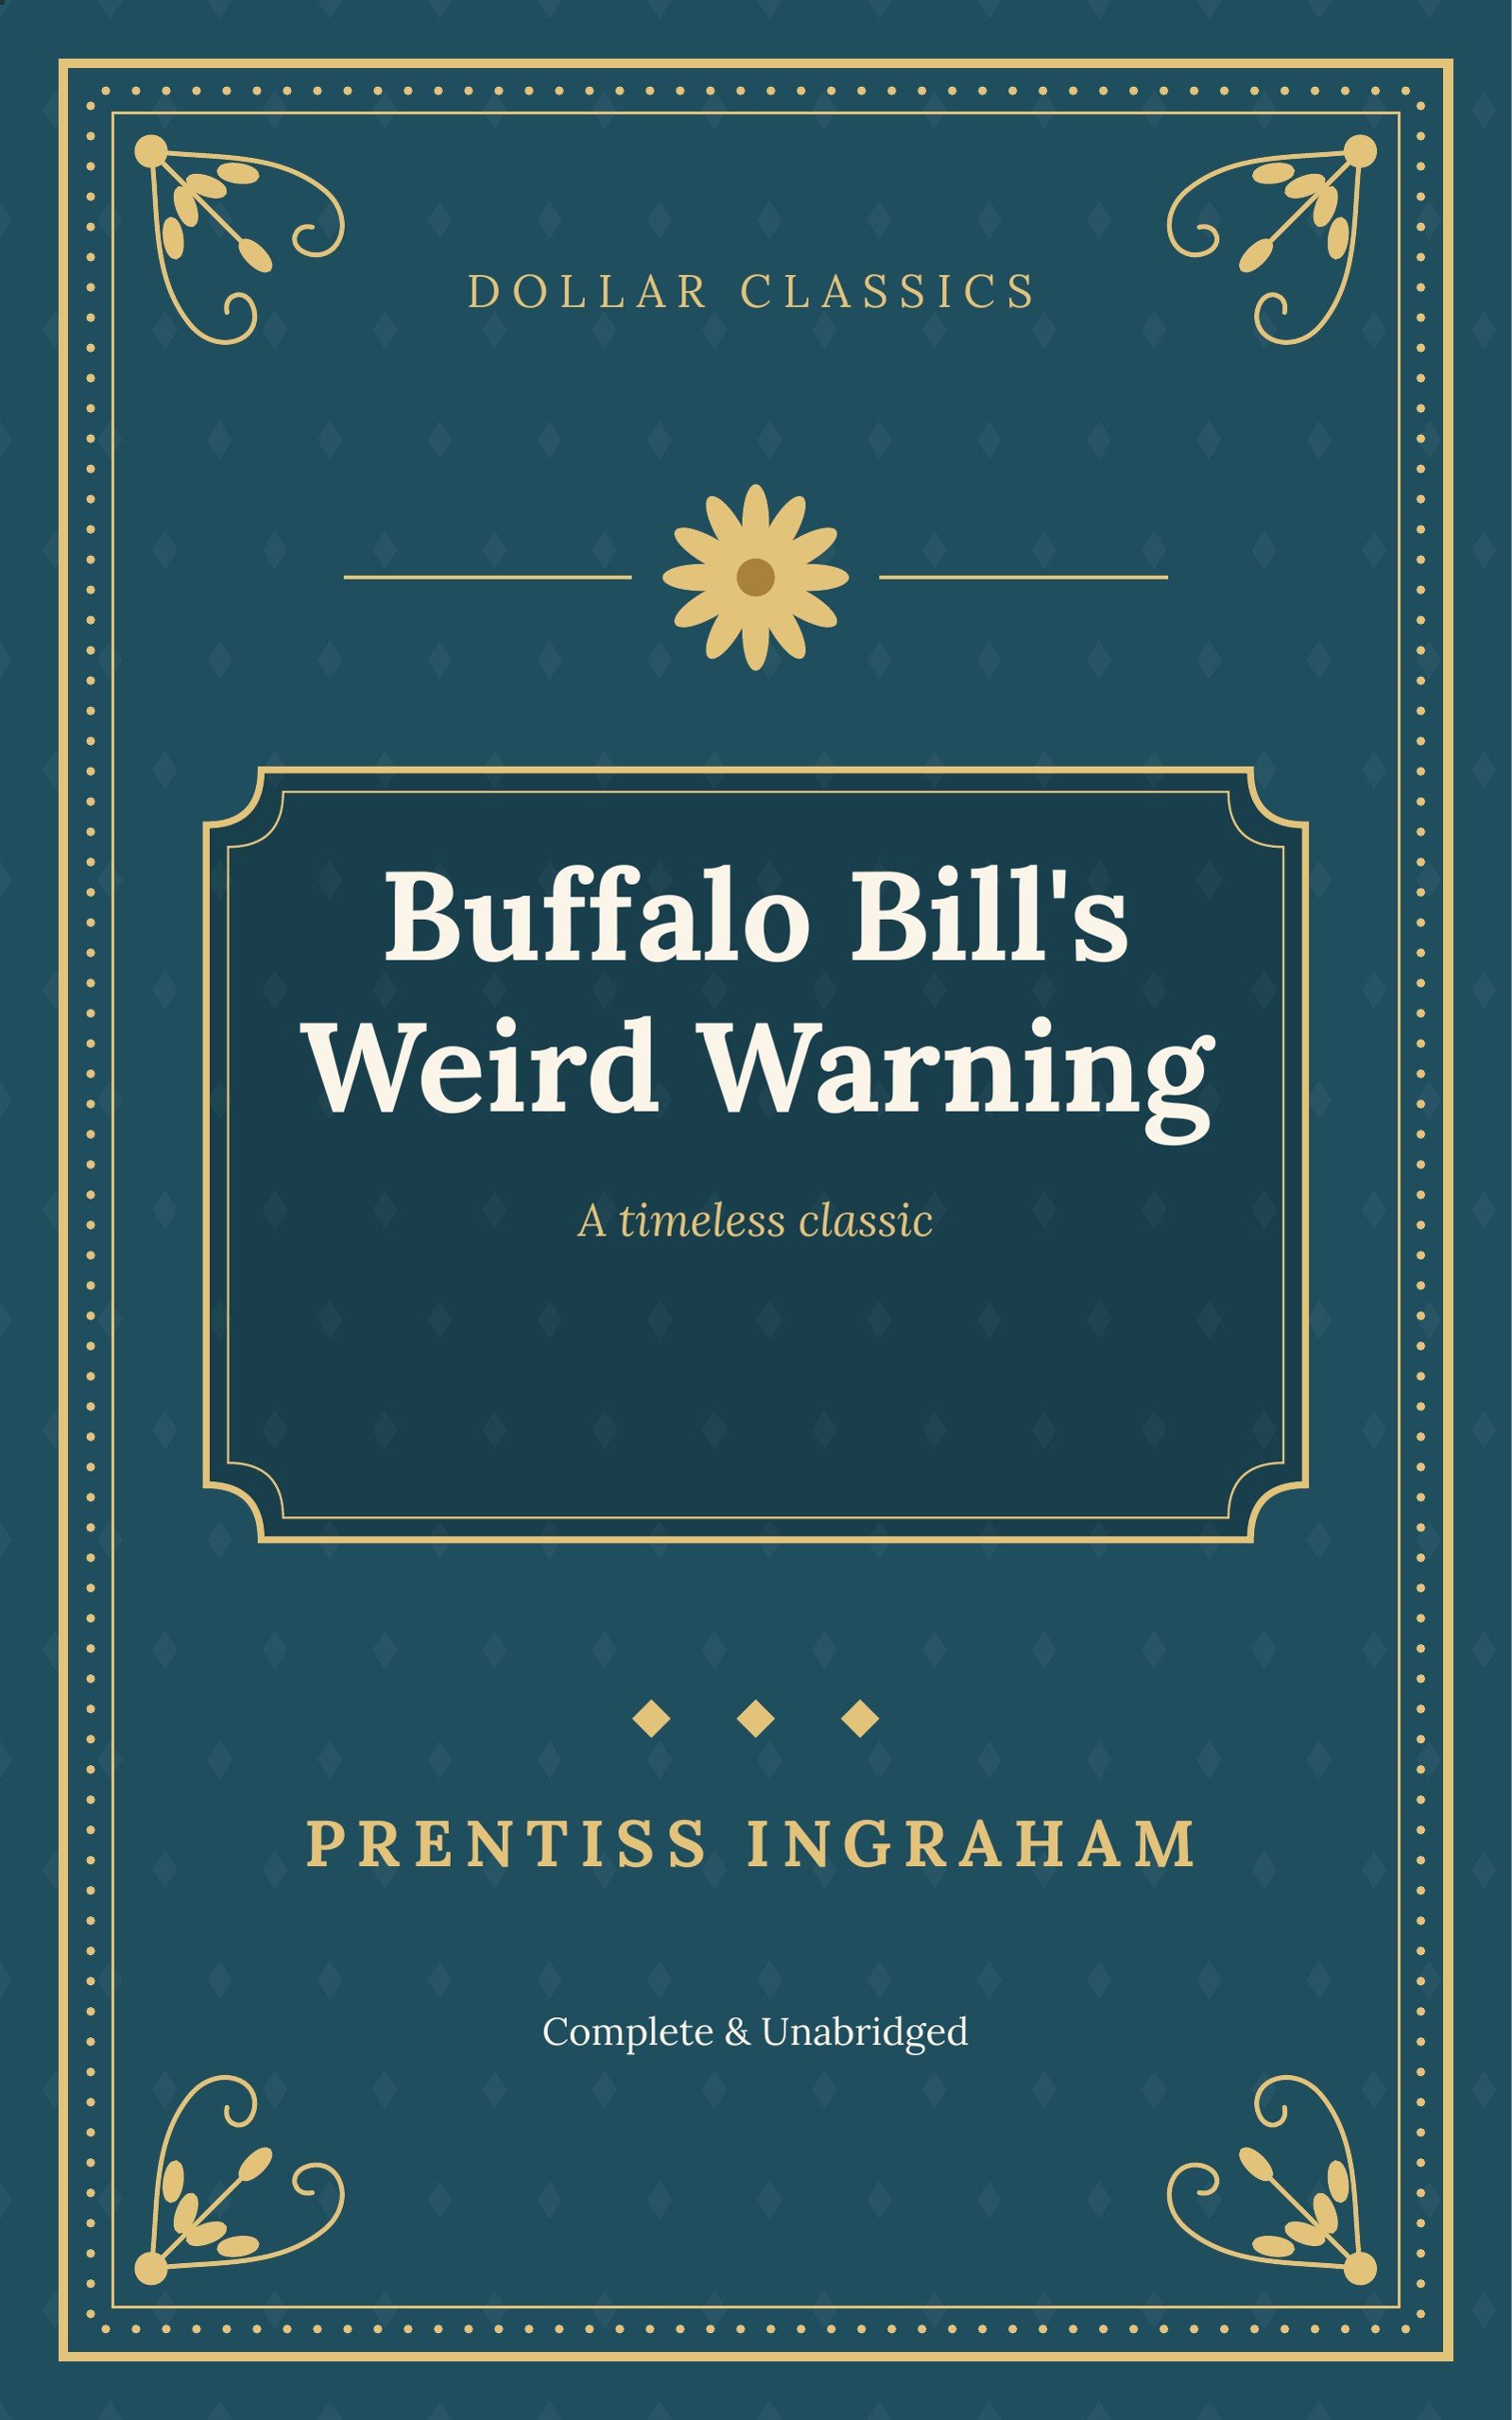 DOLLAR CLASSICS
Buffalo Bill's
Weird Warning
A timeless classic
PRENTISS INGRAHAM
Complete & Unabridged